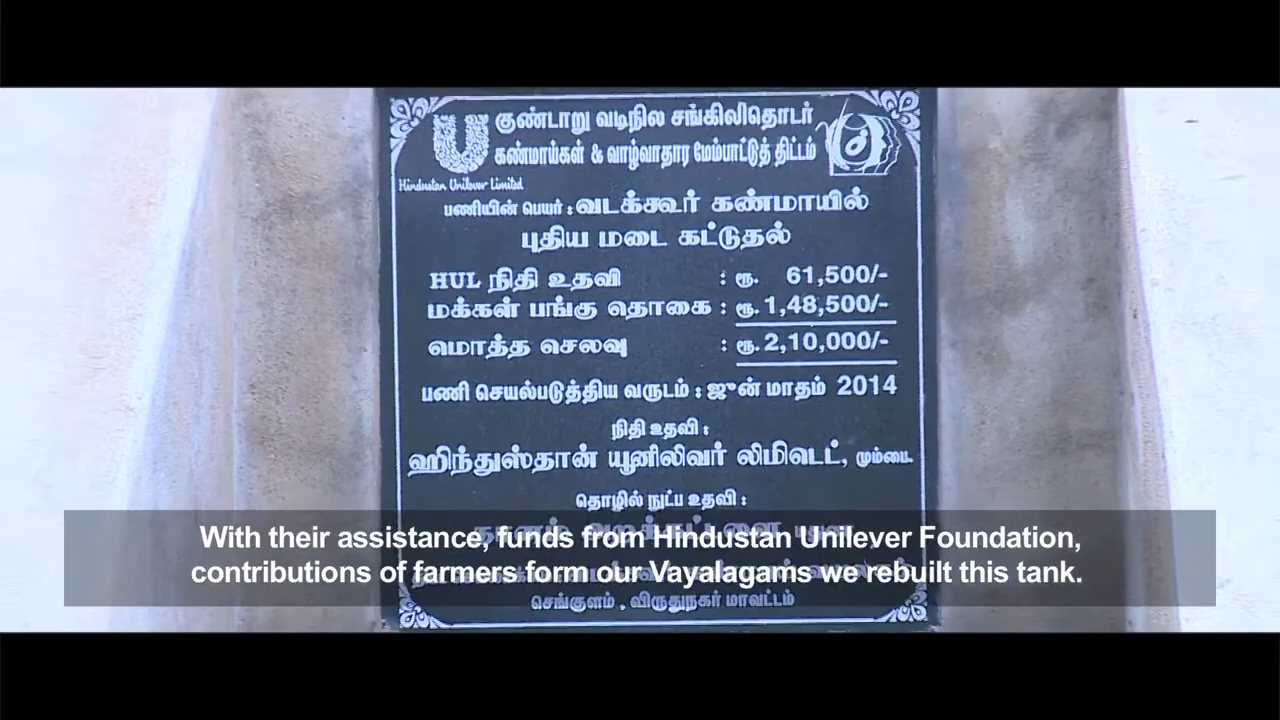 குண்டாறு வடிநில சங்கிலிதொடர்
கண்மாய்கள் & வாழ்வாதார மேம்பாட்டுத் திட்டம்
Hindustan Unilever Limited
பணியின் பெயர் : வடக்கூர் கண்மாயில்
புதிய மடை கட்டுதல்
HUL நிதி உதவி : ரூ. 61,500/-
மக்கள் பங்கு தொகை : ரூ. 1,48,500/-
மொத்த செலவு : ரூ. 2,10,000/-
பணி செயல்படுத்திய வருடம் : ஜுன் மாதம் 2014
நிதி உதவி :
ஹிந்துஸ்தான் யூனிலிவர் லிமிடெட், மும்பை.
தொழில் நுட்ப உதவி :
With their assistance, funds from Hindustan Unilever Foundation,
contributions of farmers form our Vayalagams we rebuilt this tank.
செங்குளம் , விருதுநகர் மாவட்டம்